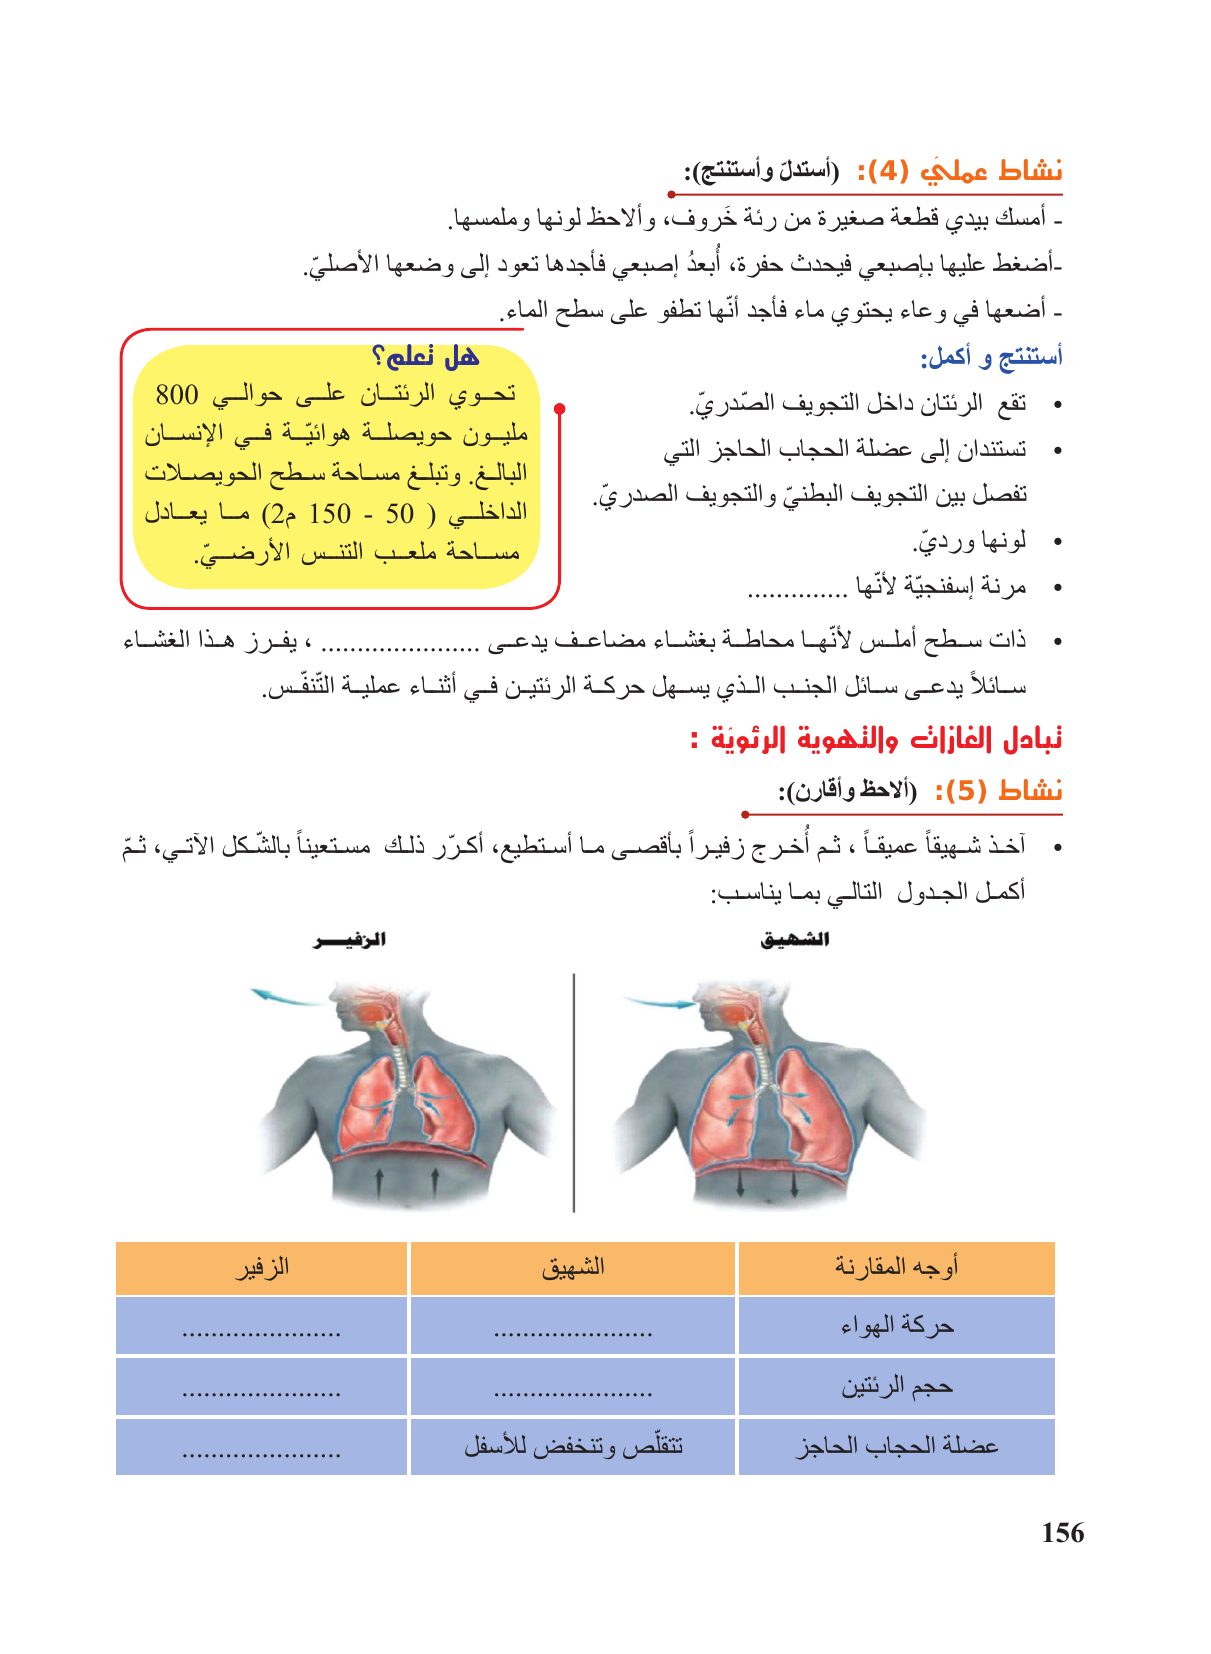 نشاط عمليّ (4): (أستدلّ وأستنتج):
- أمسك بيدي قطعة صغيرة من رئة خَروف، وألاحظ لونها وملمسها.
-أضغط عليها بإصبعي فيحدث حفرة، أُبعدُ إصبعي فأجدها تعود إلى وضعها الأصليّ.
- أضعها في وعاء يحتوي ماء فأجد أنّها تطفو على سطح الماء.
أستنتج و أكمل:
• تقع الرئتان داخل التجويف الصّدريّ.
• تستندان إلى عضلة الحجاب الحاجز التي
تفصل بين التجويف البطنيّ والتجويف الصدريّ.
• لونها ورديّ.
• مرنة إسفنجيّة لأنّها ..............
هل تعلم؟
تحوي الرئتان على حوالي 800
مليون حويصلة هوائيّة في الإنسان
البالغ. وتبلغ مساحة سطح الحويصلات
الداخلي ( 50 - 150 م2) ما يعادل
مساحة ملعب التنس الأرضيّ.
• ذات سطح أملس لأنّها محاطة بغشاء مضاعف يدعى ...................... ، يفرز هذا الغشاء
سائلاً يدعى سائل الجنب الذي يسهل حركة الرئتين في أثناء عملية التّنفّس.
تبادل الغازات والتهوية الرئويّة :
نشاط (5): (ألاحظ وأقارن):
• آخذ شهيقاً عميقاً ، ثم أُخرج زفيراً بأقصى ما أستطيع، أكرّر ذلك مستعيناً بالشّكل الآتي، ثمّ
أكمل الجدول التالي بما يناسب:
الشهيق الزفير
أوجه المقارنة الشهيق الزفير
حركة الهواء ...................... ......................
حجم الرئتين ...................... ......................
عضلة الحجاب الحاجز تتقلّص وتنخفض للأسفل ......................
156